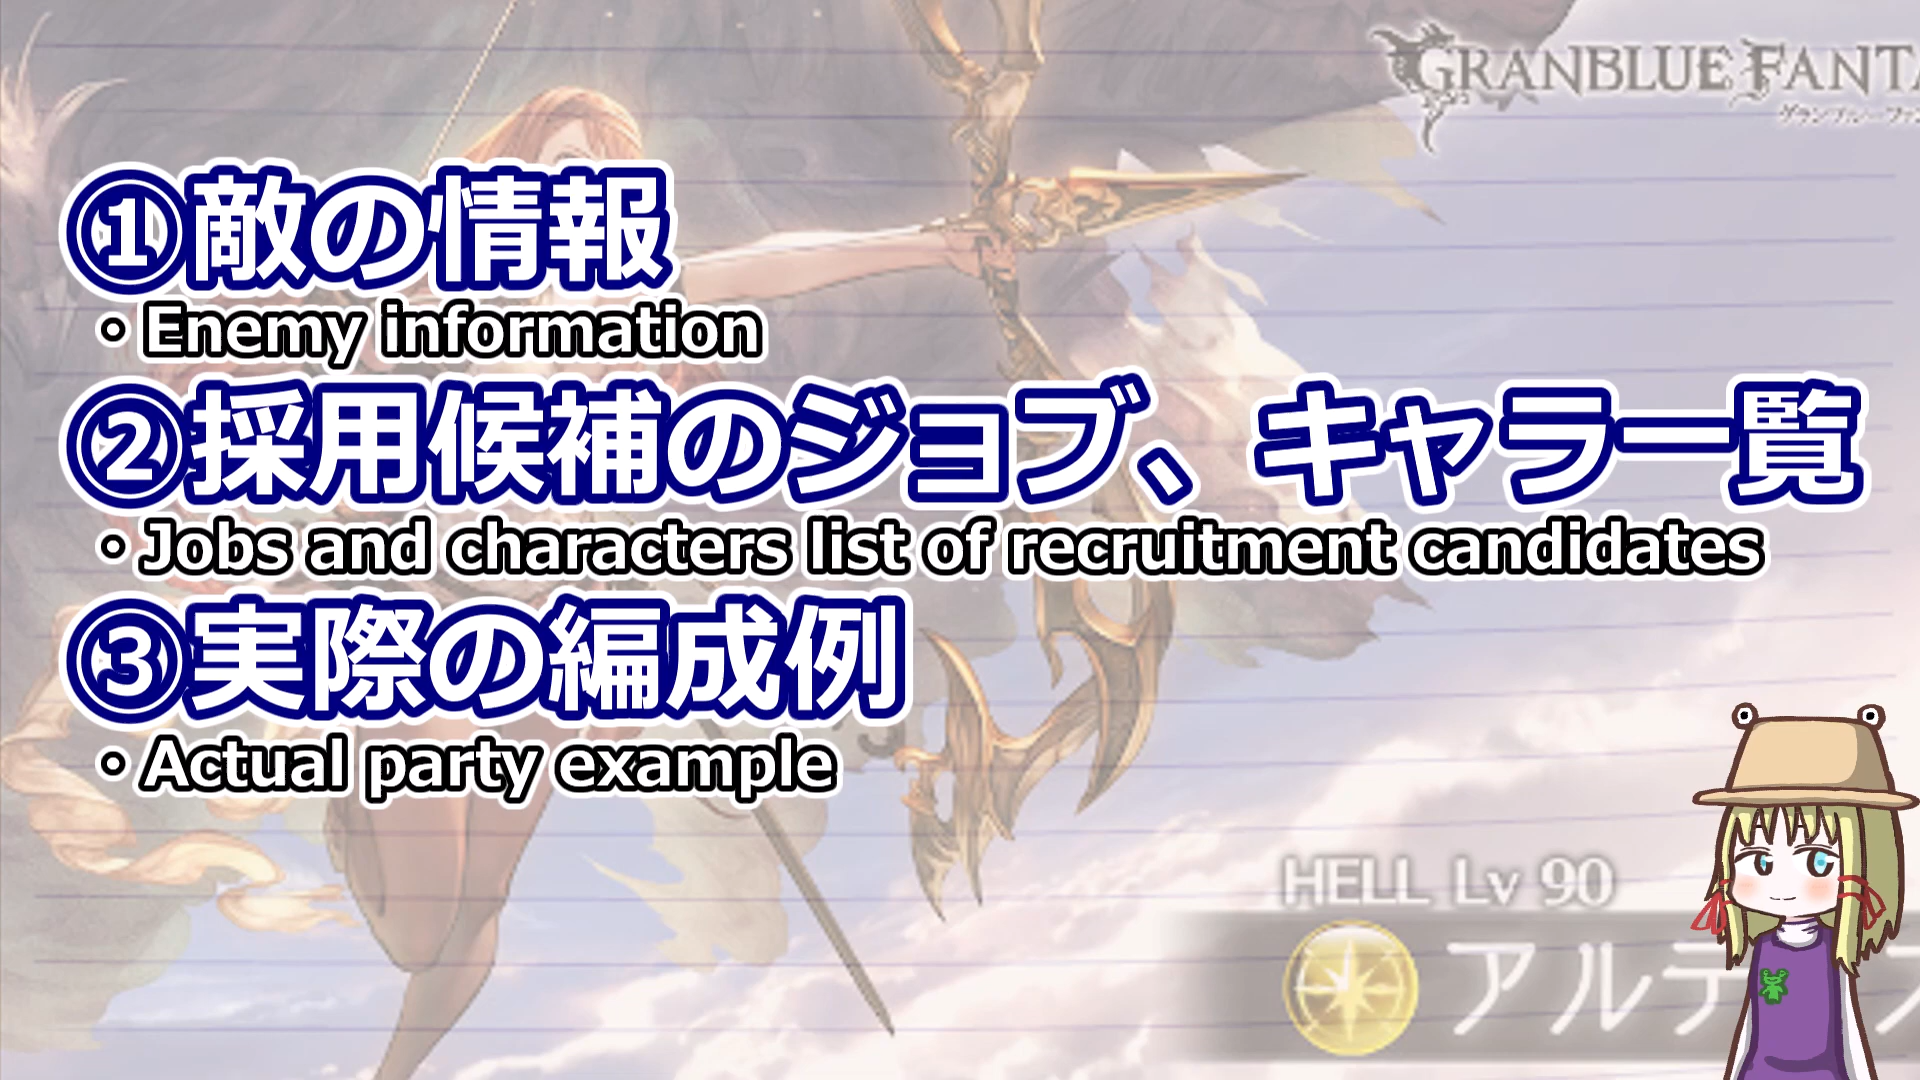 GRANBLUE FANTA
①敵の情報
・Enemy information
②採用候補のジョブ、キャラ一覧
・Jobs and characters list of recruitment candidates
③実際の編成例
・Actual party example
HELL Lv 90
アルテ